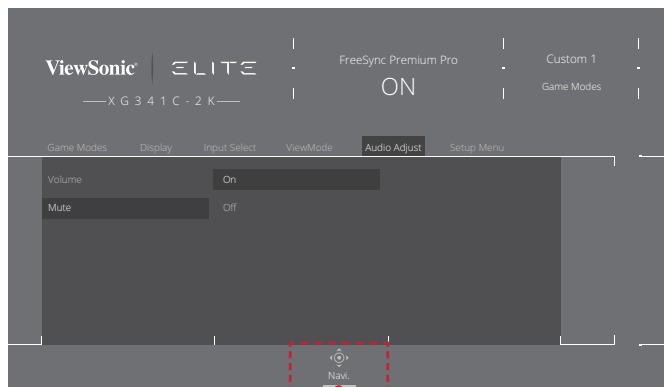 ViewSonic® ELITE
XG341C-2K
FreeSync Premium Pro
ON
Custom 1
Game Modes
Game Modes Display Input Select ViewMode Audio Adjust Setup Menu
Volume On
Mute Off
Navi.